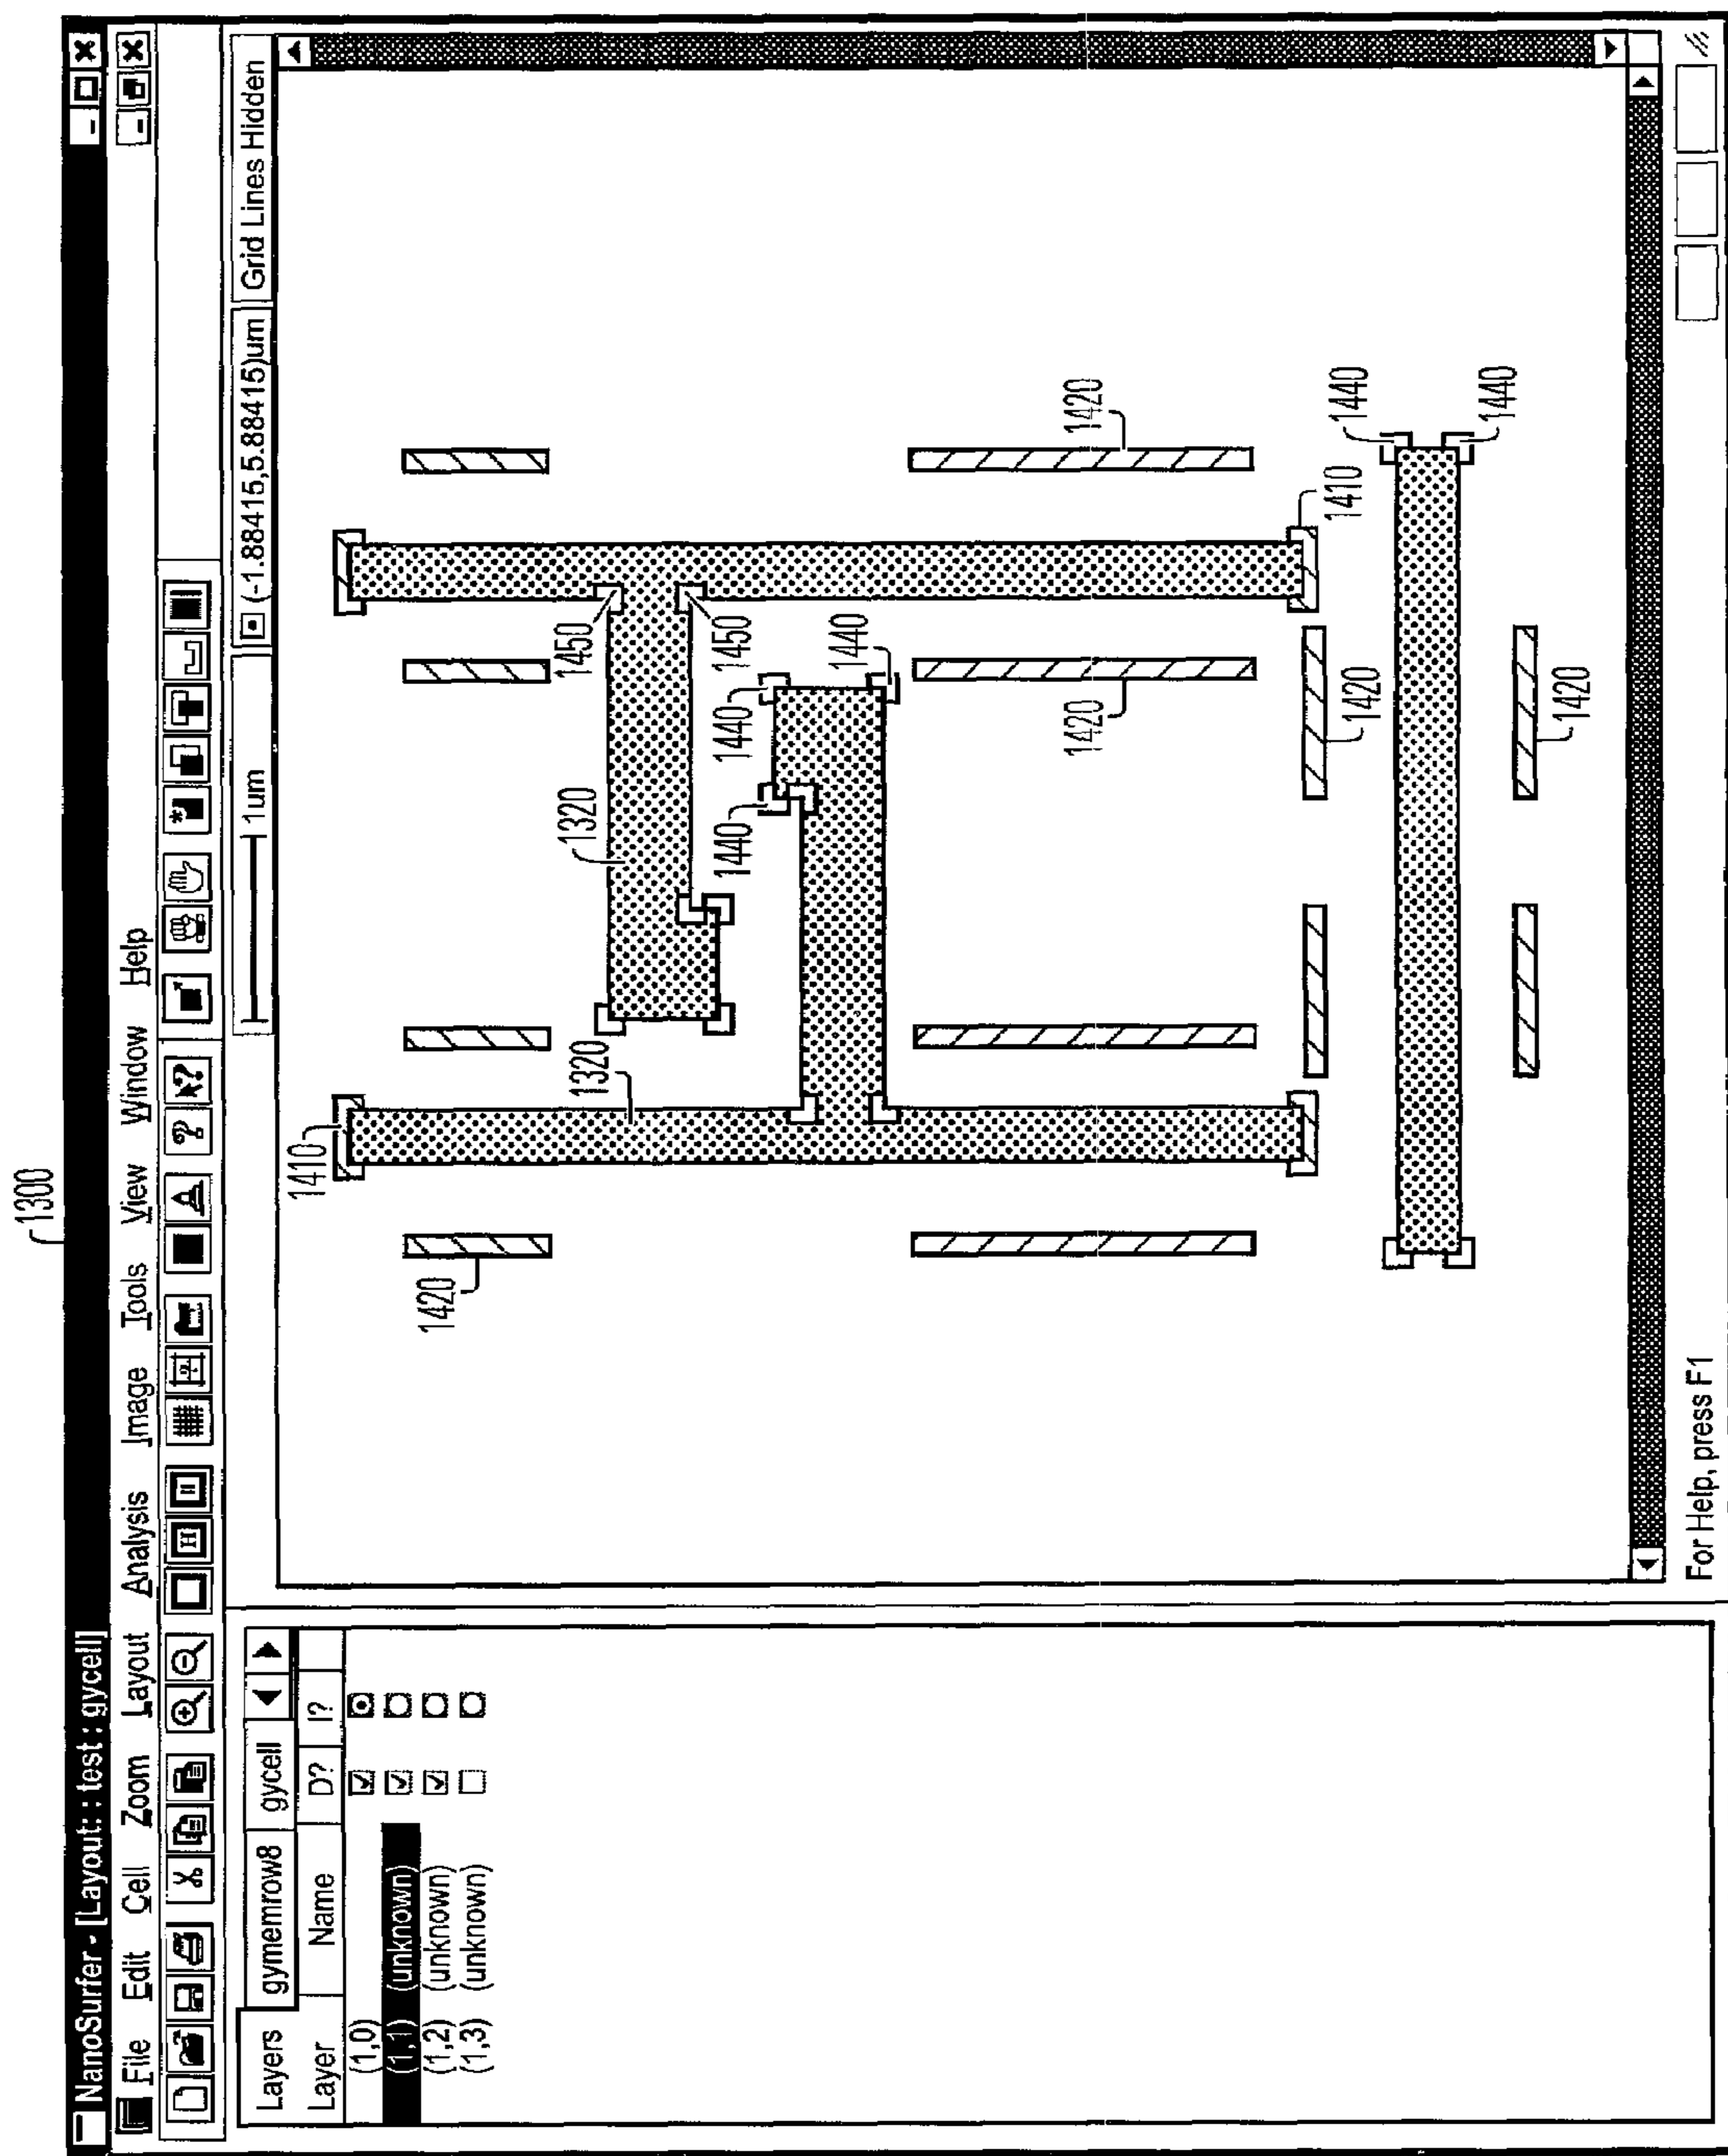 1300
NanoSurfer - [Layout: : test : gycell]
File Edit Cell Zoom Layout Analysis Image Tools View Window Help
Layers gymemrow8 gycell
Layer Name D? I?
(1,0)
(1,1) (unknown)
(1,2) (unknown)
(1,3) (unknown)
1um
(-1.88415,5.88415)um
Grid Lines Hidden
1410
1420
1320
1320
1450
1450
1440
1440
1440
1420
1420
1410
1420
1420
1440
1440
For Help, press F1